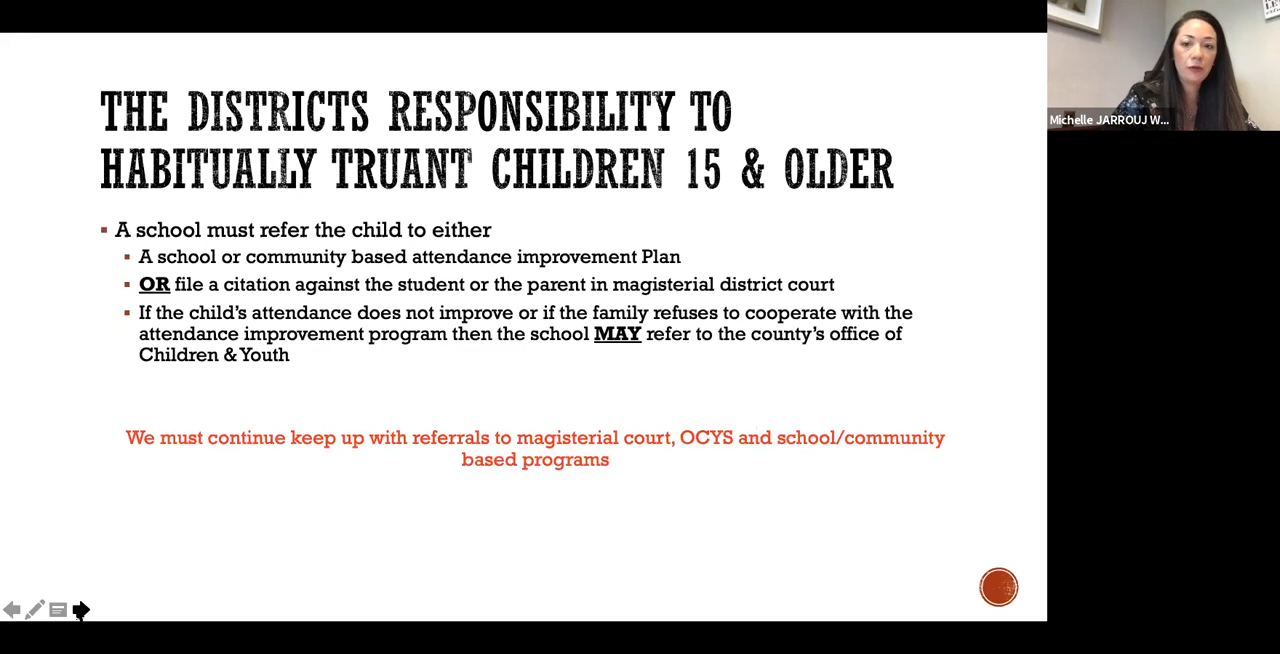 THE DISTRICTS RESPONSIBILITY TO
HABITUALLY TRUANT CHILDREN 15 & OLDER
A school must refer the child to either
A school or community based attendance improvement Plan
OR file a citation against the student or the parent in magisterial district court
If the child's attendance does not improve or if the family refuses to cooperate with the
attendance improvement program then the school MAY refer to the county's office of
Children & Youth
We must continue keep up with referrals to magisterial court, OCYS and school/community
based programs
Michelle JARROUJ W...